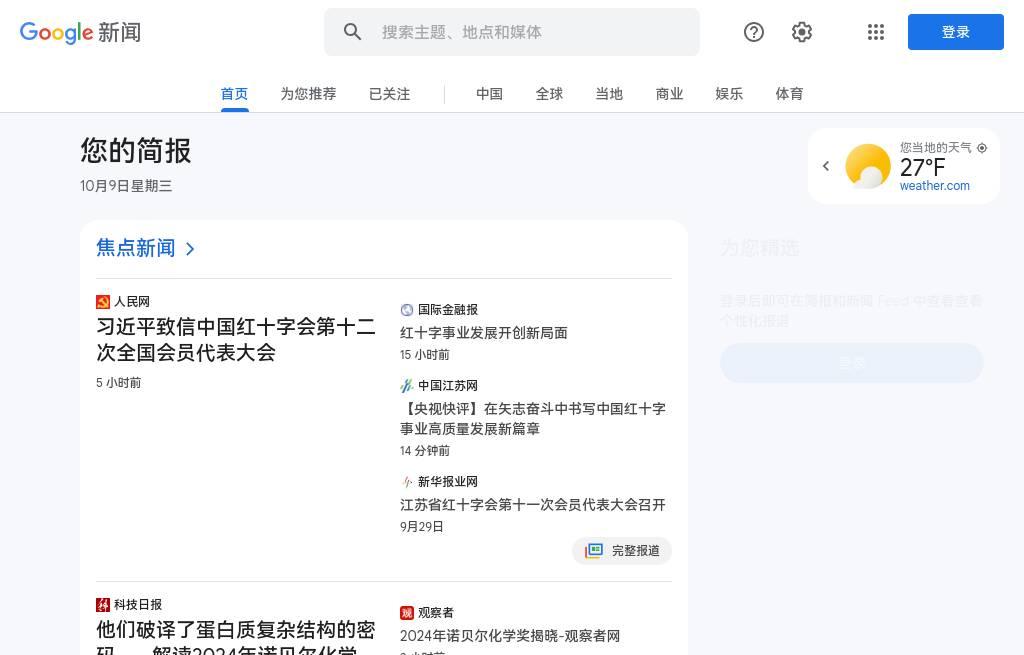 Google 新闻
搜索主题、地点和媒体
登录
首页
为您推荐
已关注
中国
全球
当地
商业
娱乐
体育
您的简报
10月9日星期三
您当地的天气
27°F
weather.com
焦点新闻
人民网
习近平致信中国红十字会第十二
次全国会员代表大会
5 小时前
国际金融报
红十字事业发展开创新局面
15 小时前
中国江苏网
【央视快评】在矢志奋斗中书写中国红十字
事业高质量发展新篇章
14 分钟前
新华报业网
江苏省红十字会第十一次会员代表大会召开
9月29日
完整报道
为您精选
登录后即可在简报和新闻 Feed 中查看查看
个性化报道
登录
科技日报
他们破译了蛋白质复杂结构的密
码——解读2024年诺贝尔化学
观察者
2024年诺贝尔化学奖揭晓-观察者网